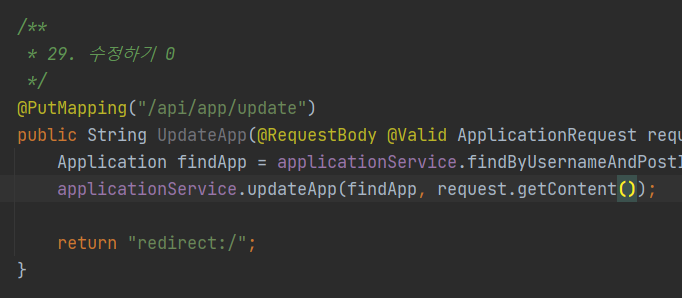 /**
* 29. 수정하기 0
*/
@PutMapping("/api/app/update")
public String UpdateApp(@RequestBody @Valid ApplicationRequest requ
Application findApp = applicationService.findByUsernameAndPostI
applicationService.updateApp(findApp, request.getContent());
return "redirect:/";
}